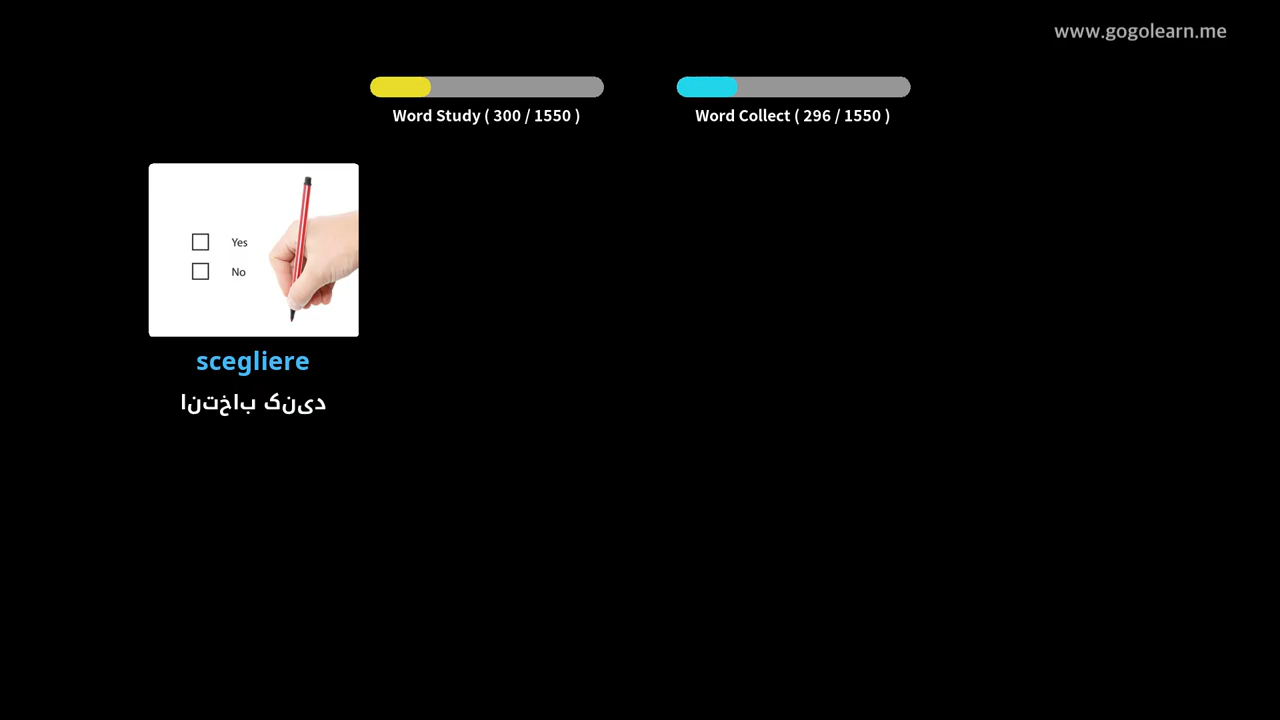 www.gogolearn.me
Word Study ( 300 / 1550 )
Word Collect ( 296 / 1550 )
Yes
No
scegliere
انتخاب کنید